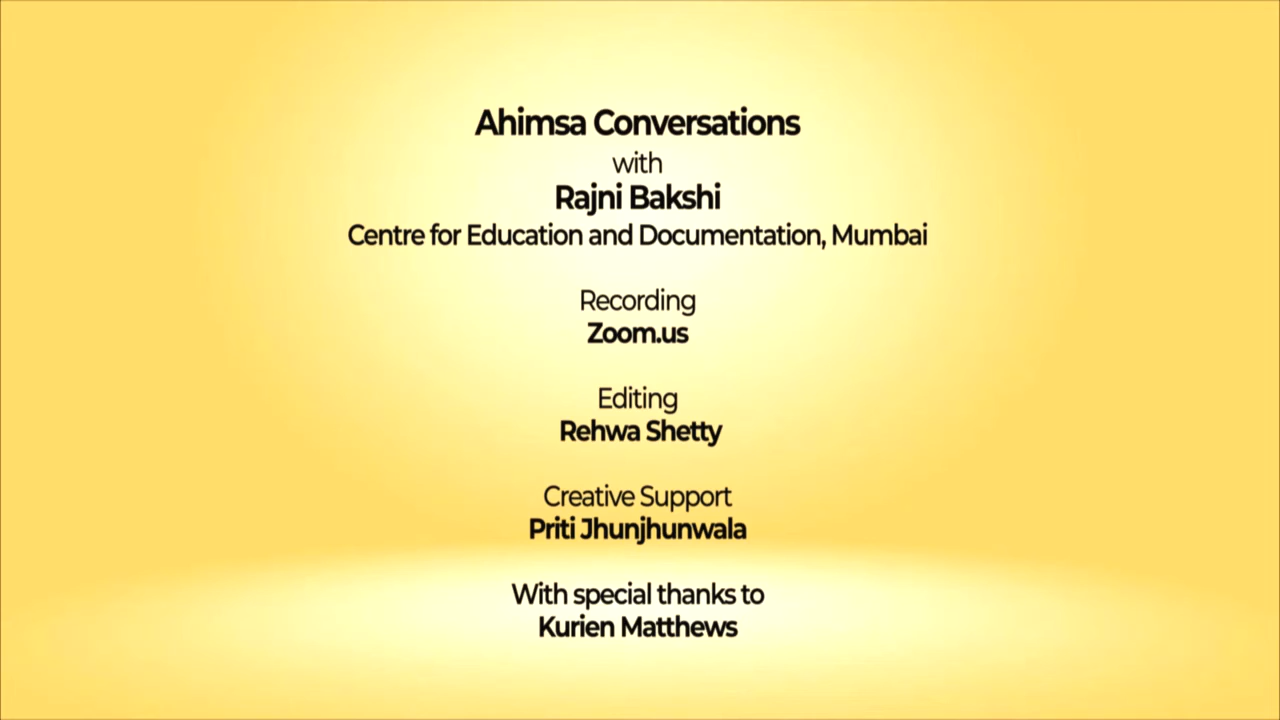 Ahimsa Conversations
with
Rajni Bakshi
Centre for Education and Documentation, Mumbai
Recording
Zoom.us
Editing
Rehwa Shetty
Creative Support
Priti Jhunjhunwala
With special thanks to
Kurien Matthews